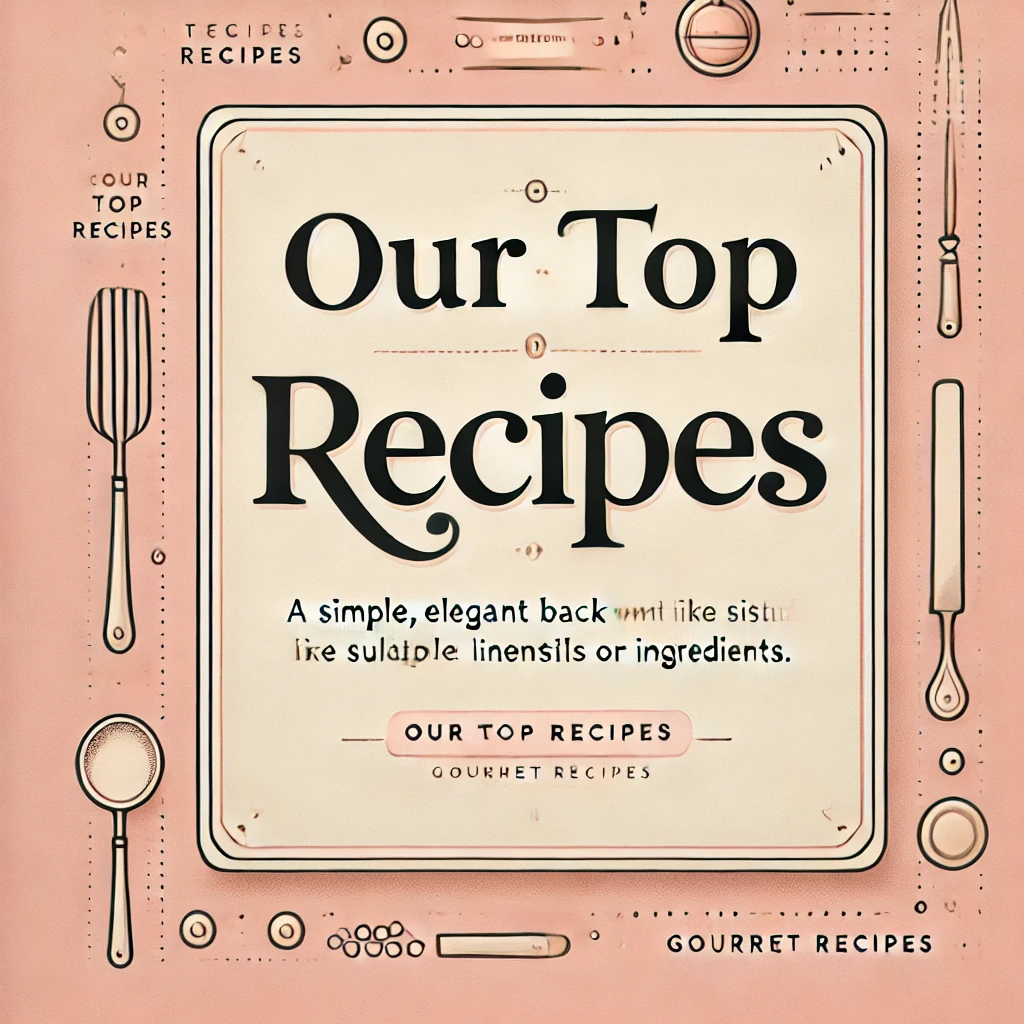 TECIPES
RECIPES
OUR
TOP
RECIPES
Our Top
Recipes
A simple, elegant back like
linensils or ingredients.
OUR TOP RECIPES
GOURHET RECIPES
GOURRET RECIPES